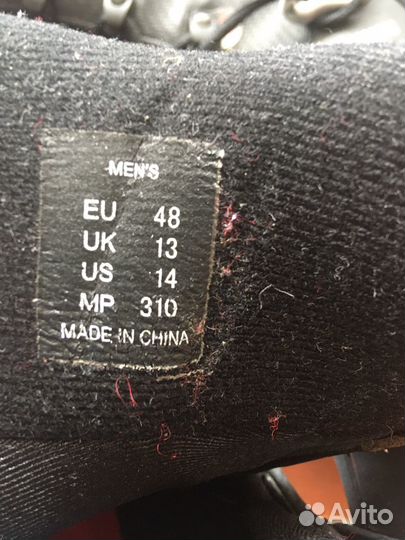 MEN'S
EU 48
UK 13
US 14
MP 310
MADE IN CHINA
Avito